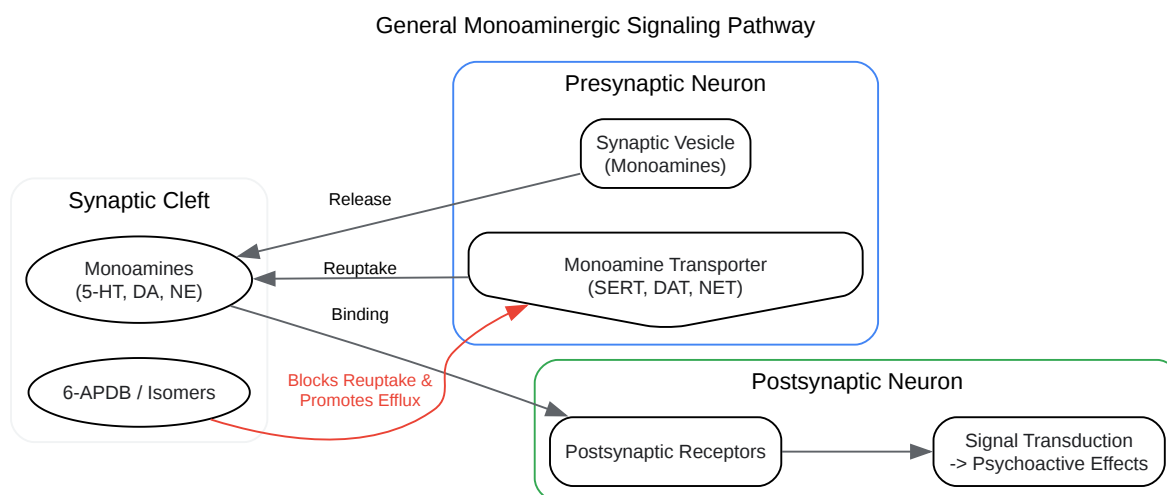 General Monoaminergic Signaling Pathway
Presynaptic Neuron
Synaptic Vesicle
(Monoamines)
Synaptic Cleft
Release
Monoamines
(5-HT, DA, NE)
Reuptake
Monoamine Transporter
(SERT, DAT, NET)
Binding
6-APDB / Isomers
Blocks Reuptake &
Promotes Efflux
Postsynaptic Neuron
Postsynaptic Receptors
Signal Transduction
-> Psychoactive Effects